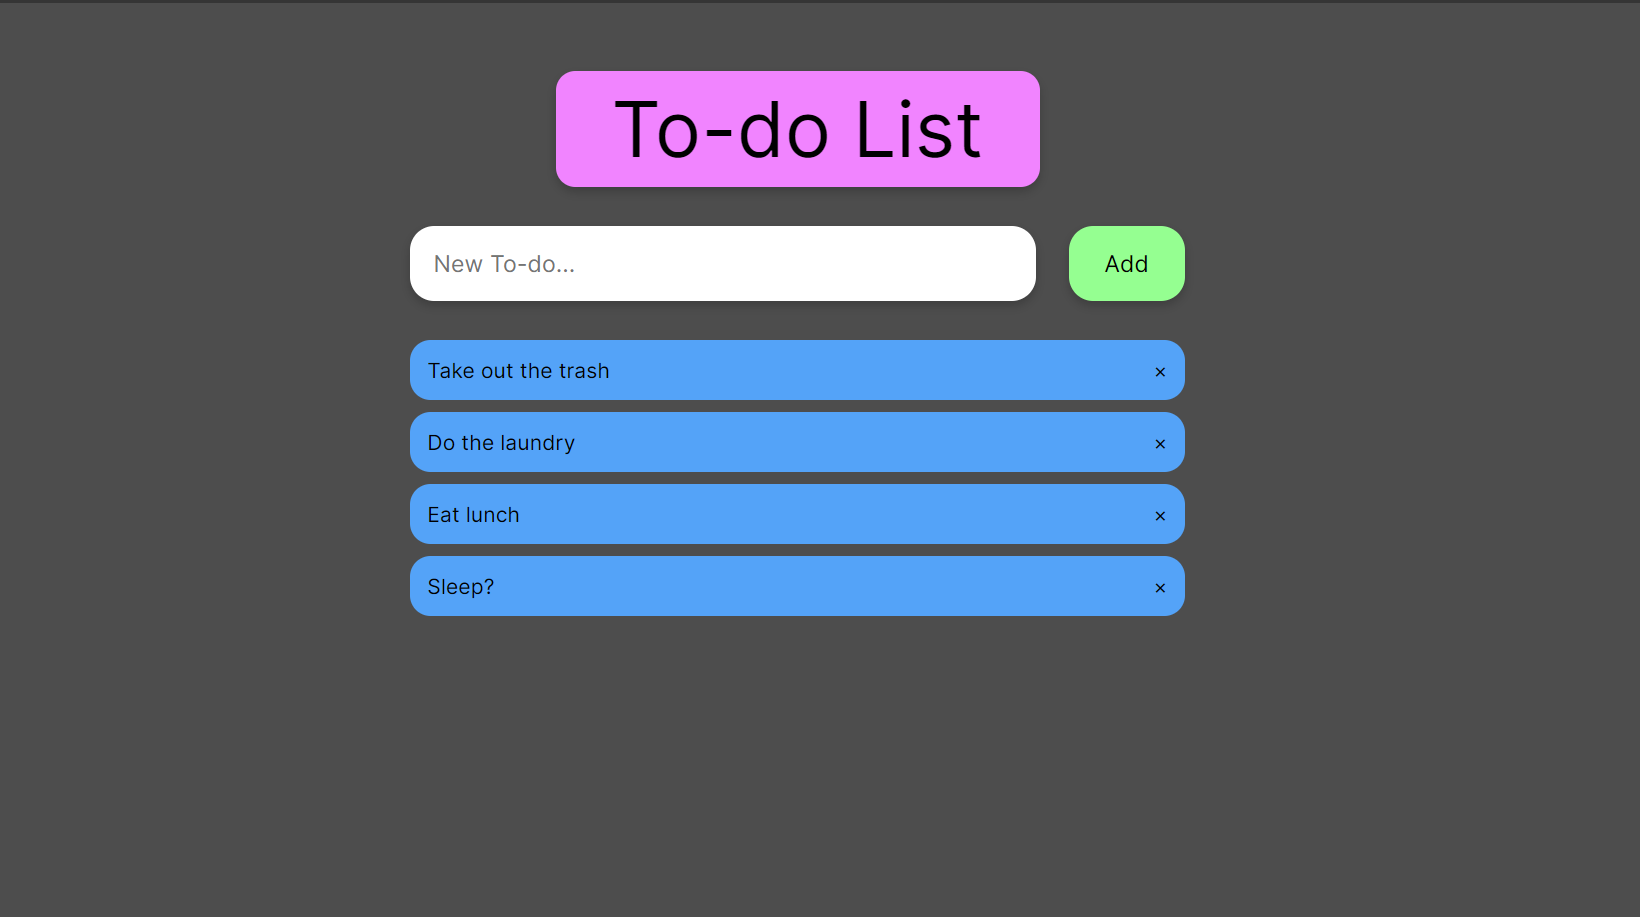 To-do List
New To-do...
Add
Take out the trash ×
Do the laundry ×
Eat lunch ×
Sleep? ×